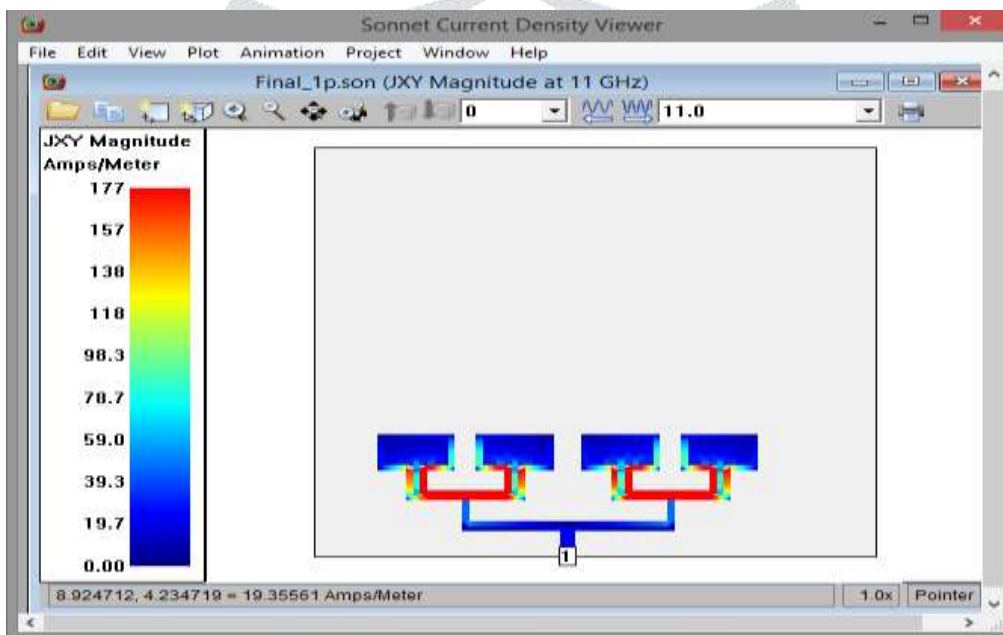 Sonnet Current Density Viewer
File Edit View Plot Animation Project Window Help
Final_1p.son (JXY Magnitude at 11 GHz)
0 11.0
JXY Magnitude
Amps/Meter
177
157
138
118
98.3
78.7
59.0
39.3
19.7
0.00
1
8.924712, 4.234719 = 19.35561 Amps/Meter 1.0x Pointer